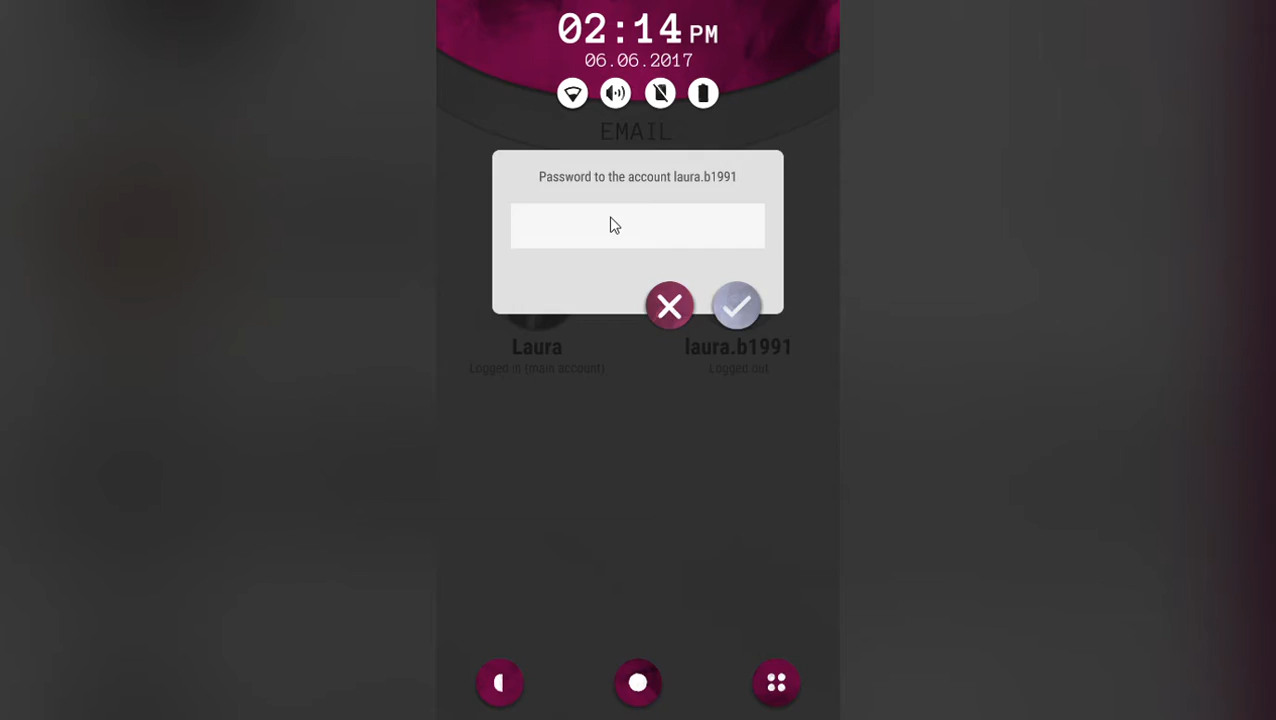 02:14 PM
06.06.2017
EMAIL
Password to the account laura.b1991
Laura
laura.b1991
Logged in (main account)
Logged out